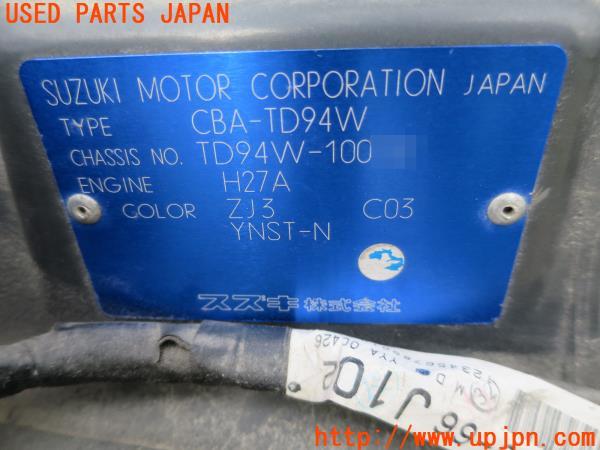 USED PARTS JAPAN
SUZUKI MOTOR CORPORATION JAPAN
TYPE CBA-TD94W
CHASSIS NO. TD94W-100
ENGINE H27A
COLOR ZJ3 C03
YNST-N
スズキ株式会社
J102
http://www.upjpn.com/